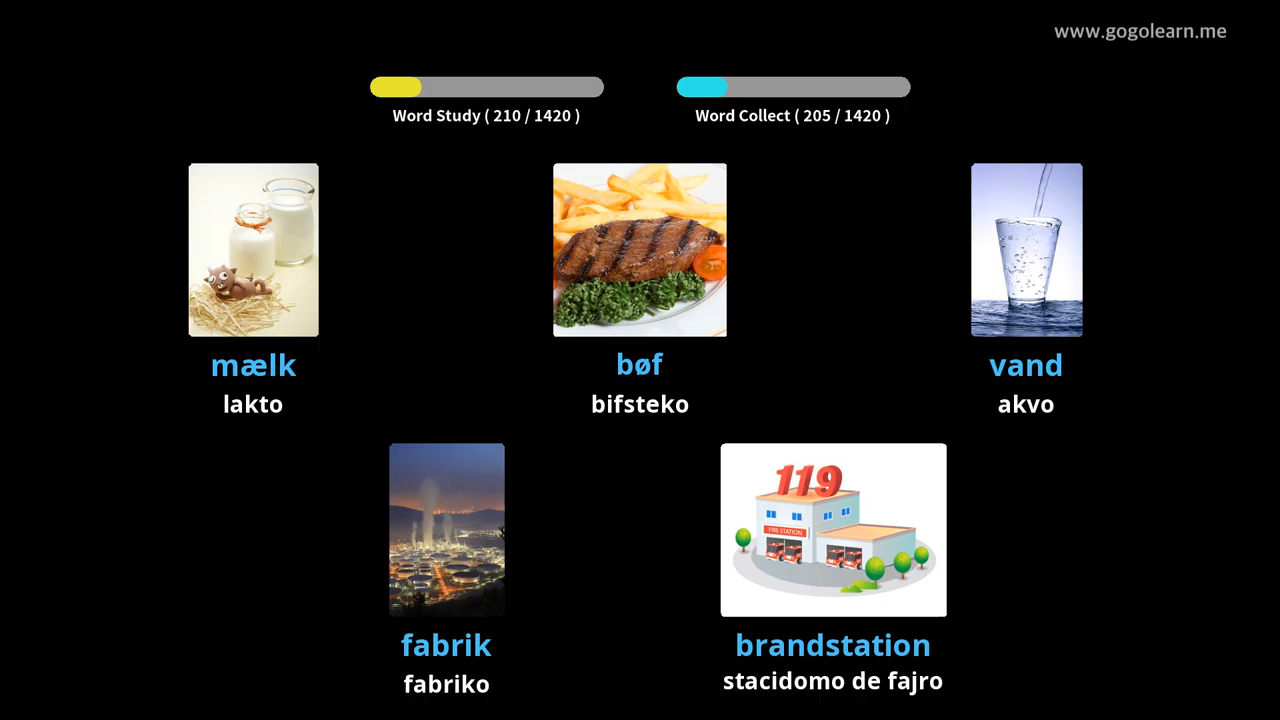 www.gogolearn.me
Word Study ( 210 / 1420 )
Word Collect ( 205 / 1420 )
mælk
bøf
vand
lakto
bifsteko
akvo
119
FIRE STATION
fabrik
brandstation
fabriko
stacidomo de fajro